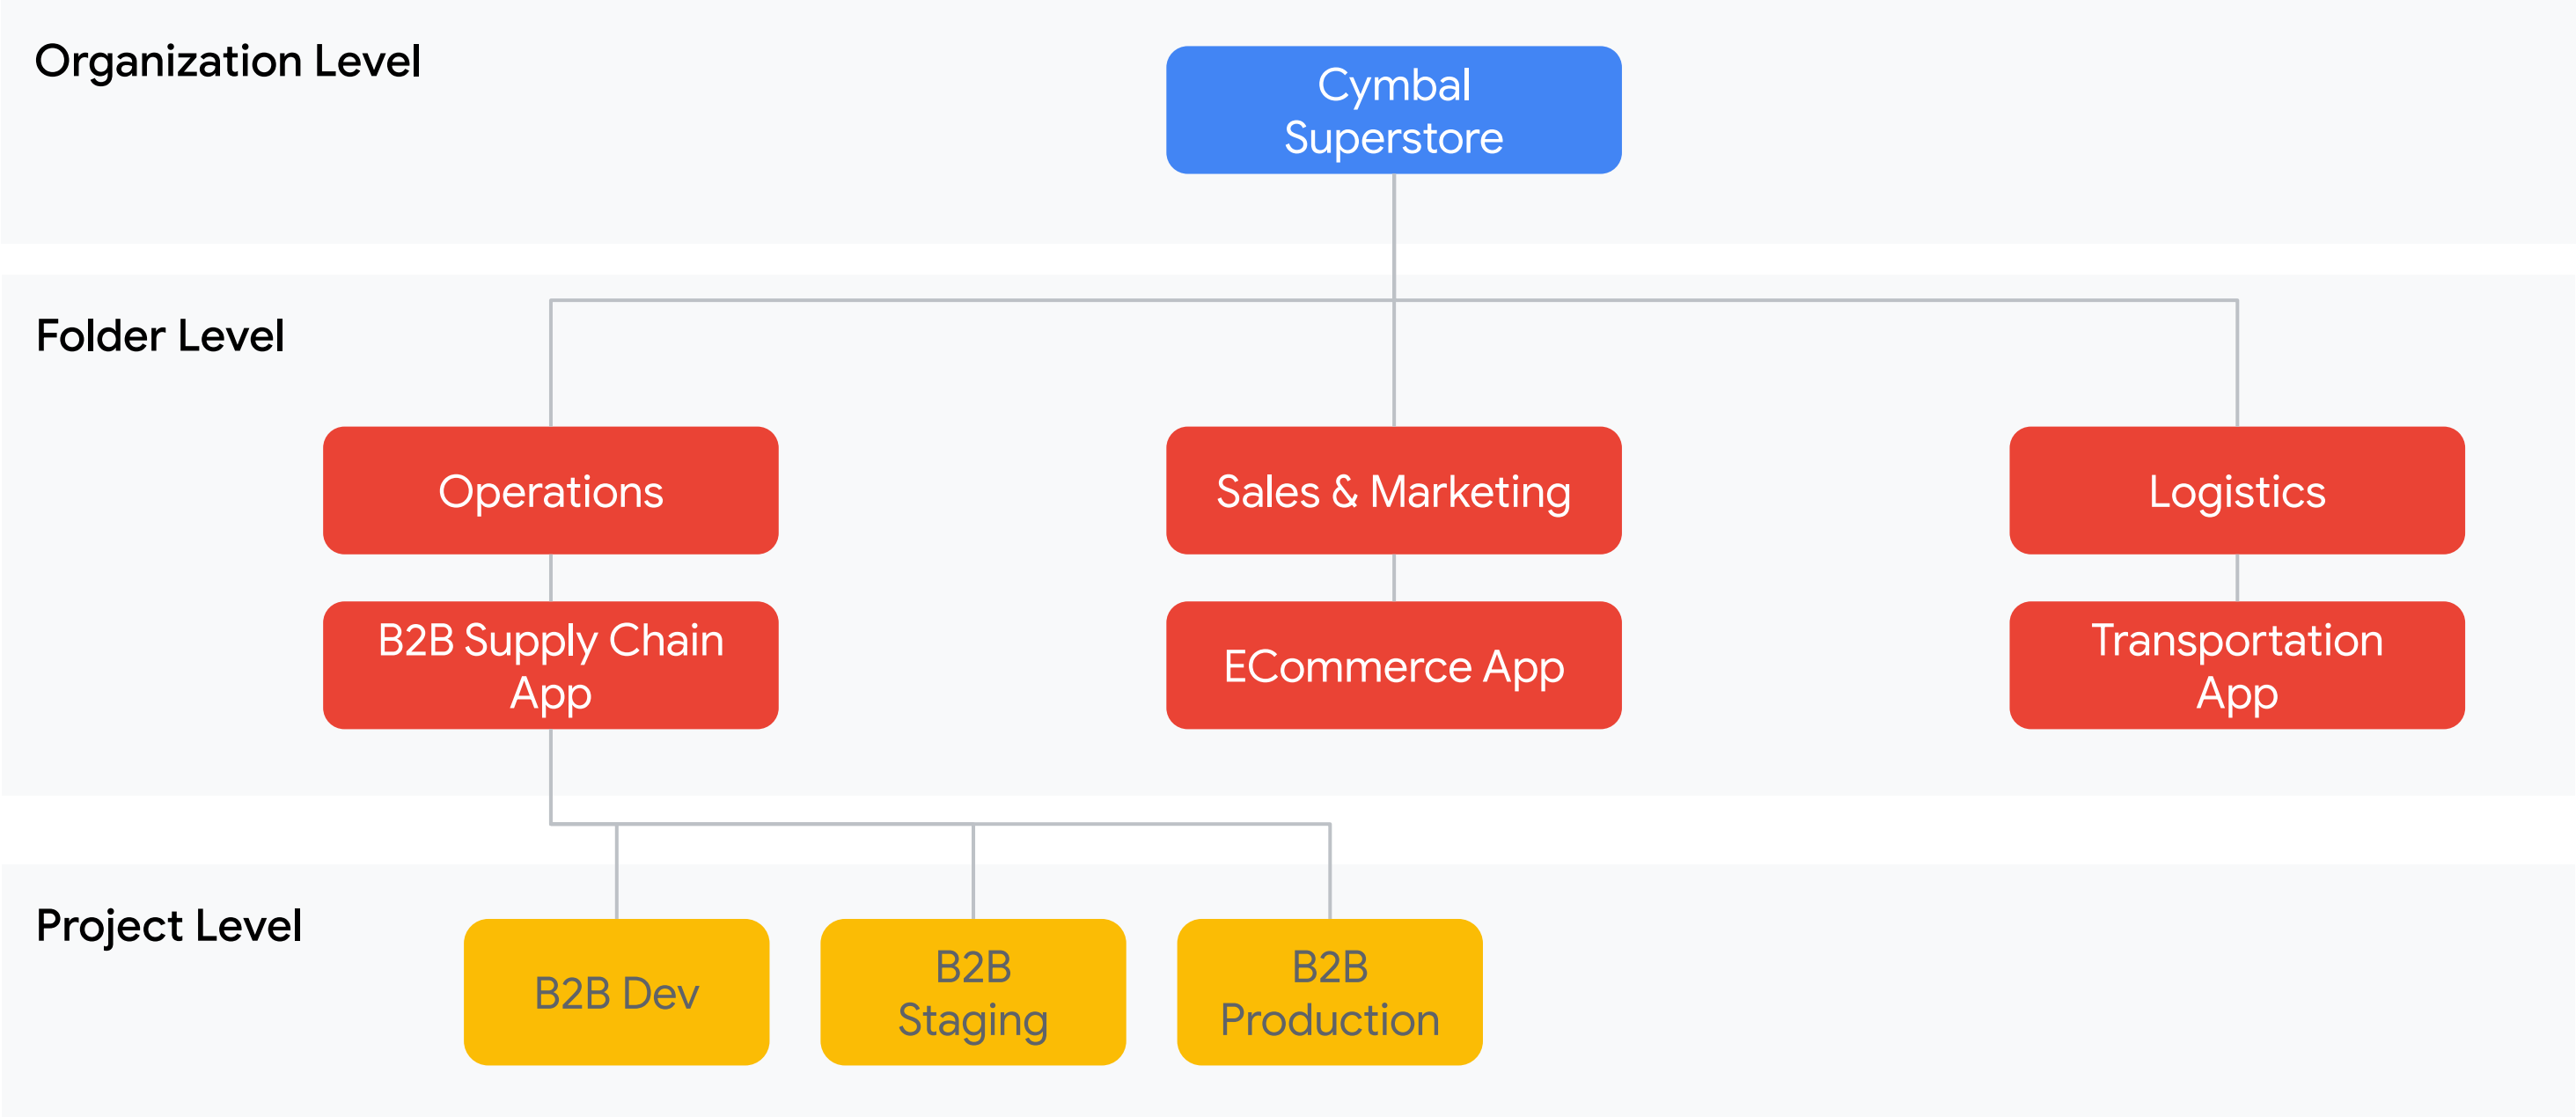 Organization Level
Cymbal
Superstore
Folder Level
Operations
Sales & Marketing
Logistics
B2B Supply Chain
App
ECommerce App
Transportation
App
Project Level
B2B Dev
B2B
Staging
B2B
Production